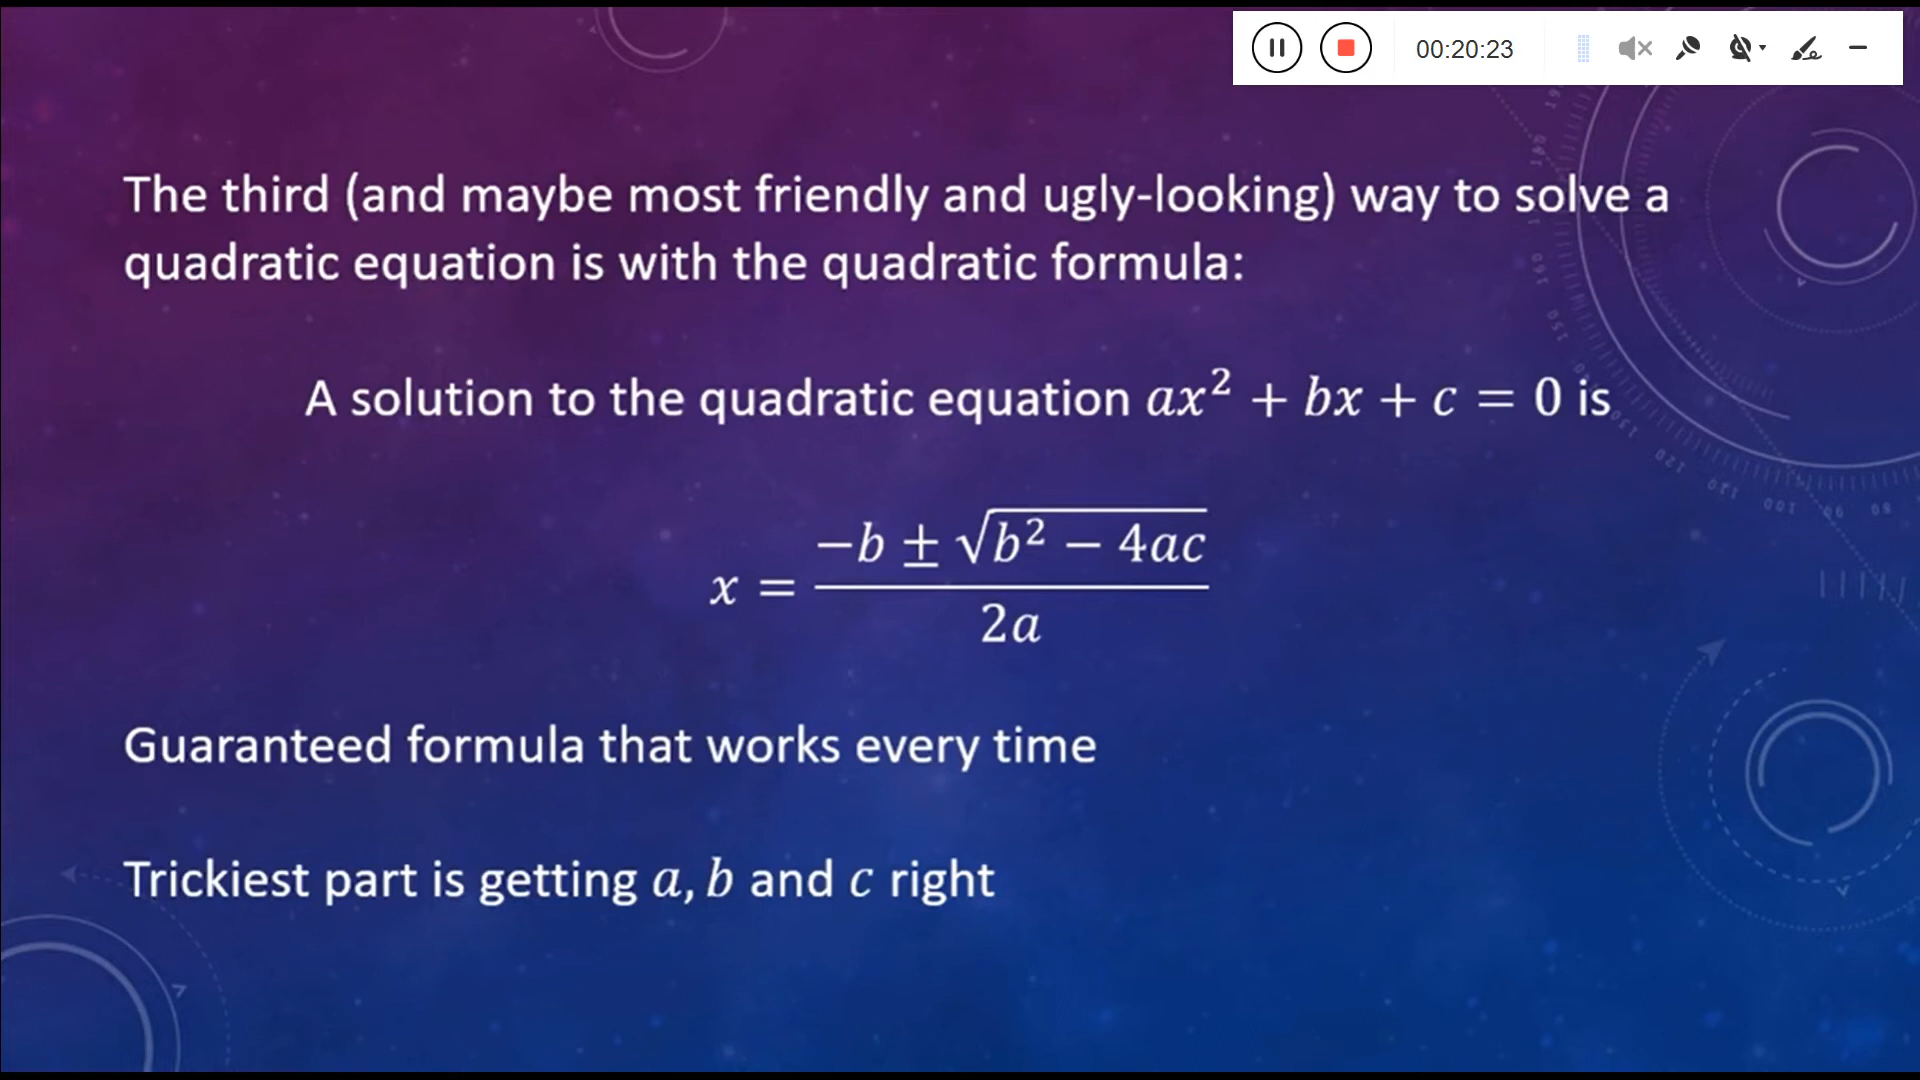 00:20:23
The third (and maybe most friendly and ugly-looking) way to solve a
quadratic equation is with the quadratic formula:
A solution to the quadratic equation ax² + bx + c = 0 is
x = (−b ± √(b² − 4ac)) / 2a
Guaranteed formula that works every time
Trickiest part is getting a, b and c right